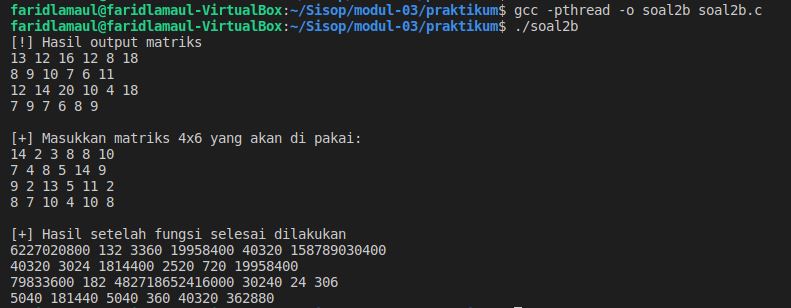 faridlamaul@faridlamaul-VirtualBox:~/Sisop/modul-03/praktikum$ gcc -pthread -o soal2b soal2b.c
faridlamaul@faridlamaul-VirtualBox:~/Sisop/modul-03/praktikum$ ./soal2b
[!] Hasil output matriks
13 12 16 12 8 18
8 9 10 7 6 11
12 14 20 10 4 18
7 9 7 6 8 9
[+] Masukkan matriks 4x6 yang akan di pakai:
14 2 3 8 8 10
7 4 8 5 14 9
9 2 13 5 11 2
8 7 10 4 10 8
[+] Hasil setelah fungsi selesai dilakukan
6227020800 132 3360 19958400 40320 158789030400
40320 3024 1814400 2520 720 19958400
79833600 182 482718652416000 30240 24 306
5040 181440 5040 360 40320 362880